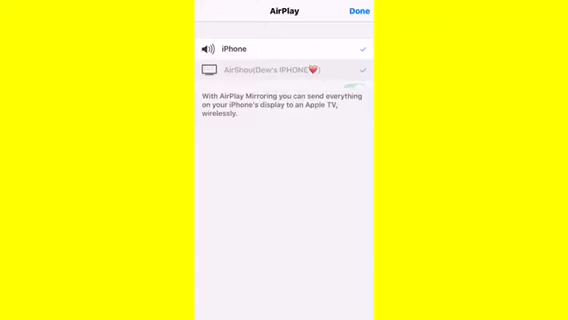 AirPlay
Done
iPhone
AirShou(Dew's IPHONE❤️)
With AirPlay Mirroring you can send everything
on your iPhone's display to an Apple TV,
wirelessly.